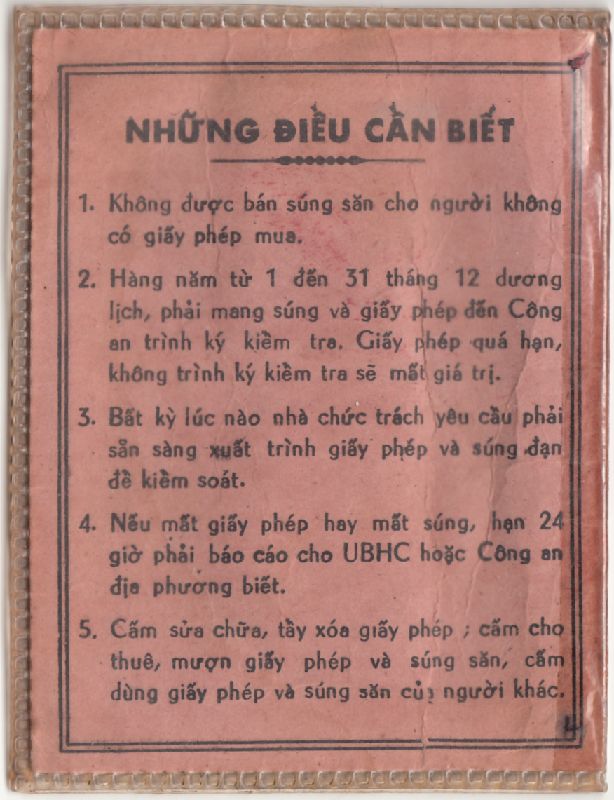 NHỮNG ĐIỀU CẦN BIẾT
1. Không được bán súng săn cho người không
có giấy phép mua.
2. Hàng năm từ 1 đến 31 tháng 12 dương
lịch, phải mang súng và giấy phép đến Công
an trình ký kiểm tra. Giấy phép quá hạn,
không trình ký kiểm tra sẽ mất giá trị.
3. Bất kỳ lúc nào nhà chức trách yêu cầu phải
sẵn sàng xuất trình giấy phép và súng đạn
để kiểm soát.
4. Nếu mất giấy phép hay mất súng, hạn 24
giờ phải báo cáo cho UBHC hoặc Công an
địa phương biết.
5. Cấm sửa chữa, tẩy xóa giấy phép ; cấm cho
thuê, mượn giấy phép và súng săn, cấm
dùng giấy phép và súng săn của người khác.
4